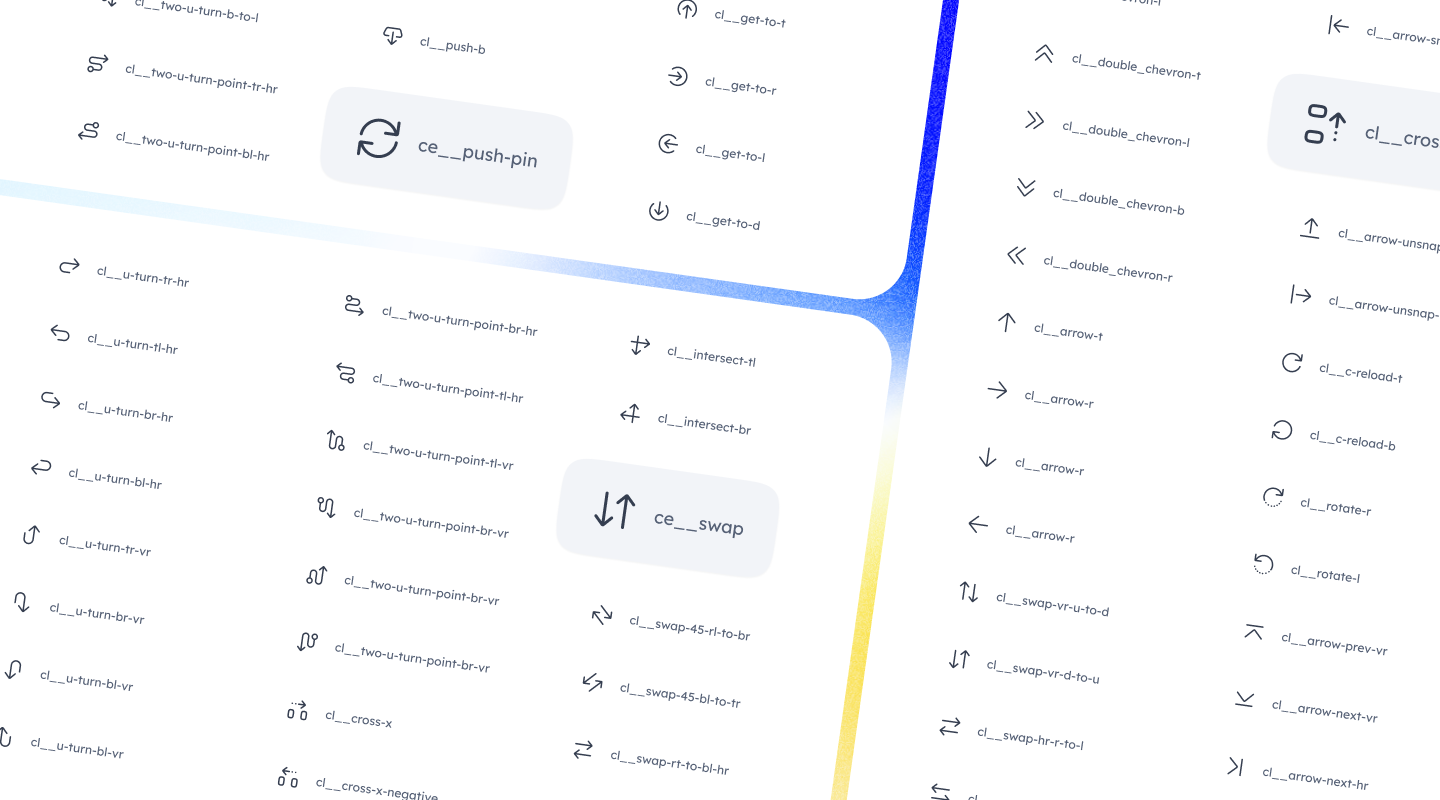 cl__two-u-turn-b-to-l
cl__two-u-turn-point-tr-hr
cl__two-u-turn-point-bl-hr
cl__push-b
ce__push-pin
cl__get-to-t
cl__get-to-r
cl__get-to-l
cl__get-to-d
cl__u-turn-tr-hr
cl__u-turn-tl-hr
cl__u-turn-br-hr
cl__u-turn-bl-hr
cl__u-turn-tr-vr
cl__u-turn-br-vr
cl__u-turn-bl-vr
cl__u-turn-bl-vr
cl__two-u-turn-point-br-hr
cl__two-u-turn-point-tl-hr
cl__two-u-turn-point-tl-vr
cl__two-u-turn-point-br-vr
cl__two-u-turn-point-br-vr
cl__two-u-turn-point-br-vr
cl__cross-x
cl__cross-x-negative
cl__intersect-tl
cl__intersect-br
ce__swap
cl__swap-45-rl-to-br
cl__swap-45-bl-to-tr
cl__swap-rt-to-bl-hr
cl__double_chevron-t
cl__double_chevron-l
cl__double_chevron-b
cl__double_chevron-r
cl__arrow-t
cl__arrow-r
cl__arrow-r
cl__arrow-r
cl__swap-vr-u-to-d
cl__swap-vr-d-to-u
cl__swap-hr-r-to-l
cl__arrow-sn
cl__cros
cl__arrow-unsnap
cl__arrow-unsnap-
cl__c-reload-t
cl__c-reload-b
cl__rotate-r
cl__rotate-l
cl__arrow-prev-vr
cl__arrow-next-vr
cl__arrow-next-hr